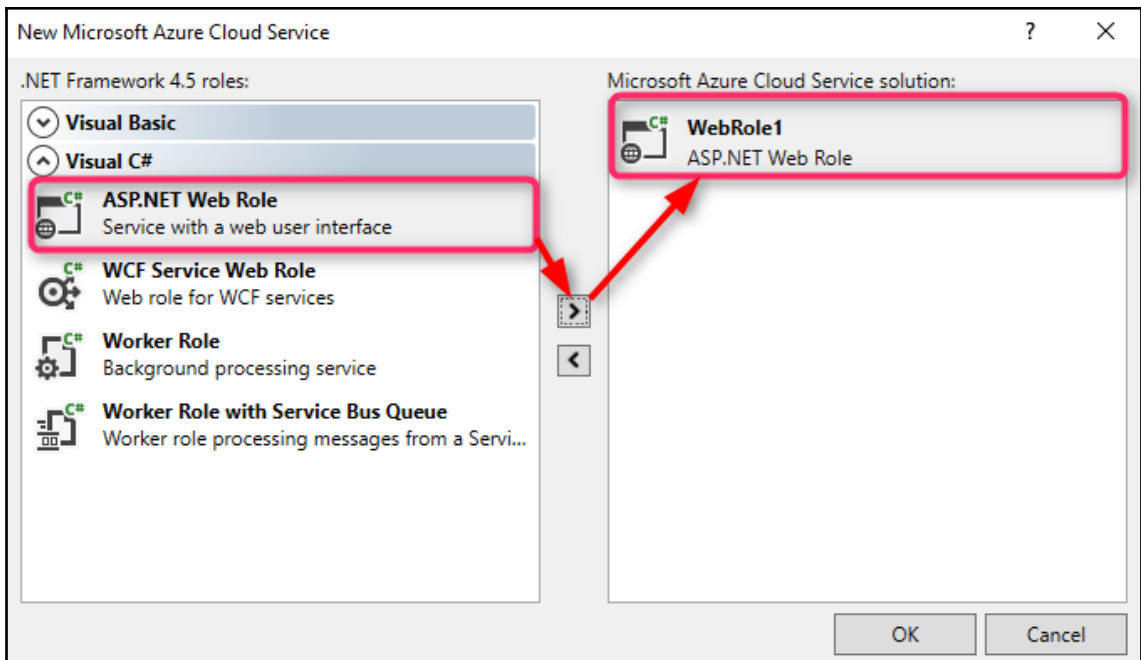 New Microsoft Azure Cloud Service
? X
.NET Framework 4.5 roles:
Visual Basic
Visual C#
C#
ASP.NET Web Role
Service with a web user interface
C#
WCF Service Web Role
Web role for WCF services
C#
Worker Role
Background processing service
C#
Worker Role with Service Bus Queue
Worker role processing messages from a Servi...
>
<
Microsoft Azure Cloud Service solution:
C#
WebRole1
ASP.NET Web Role
OK
Cancel